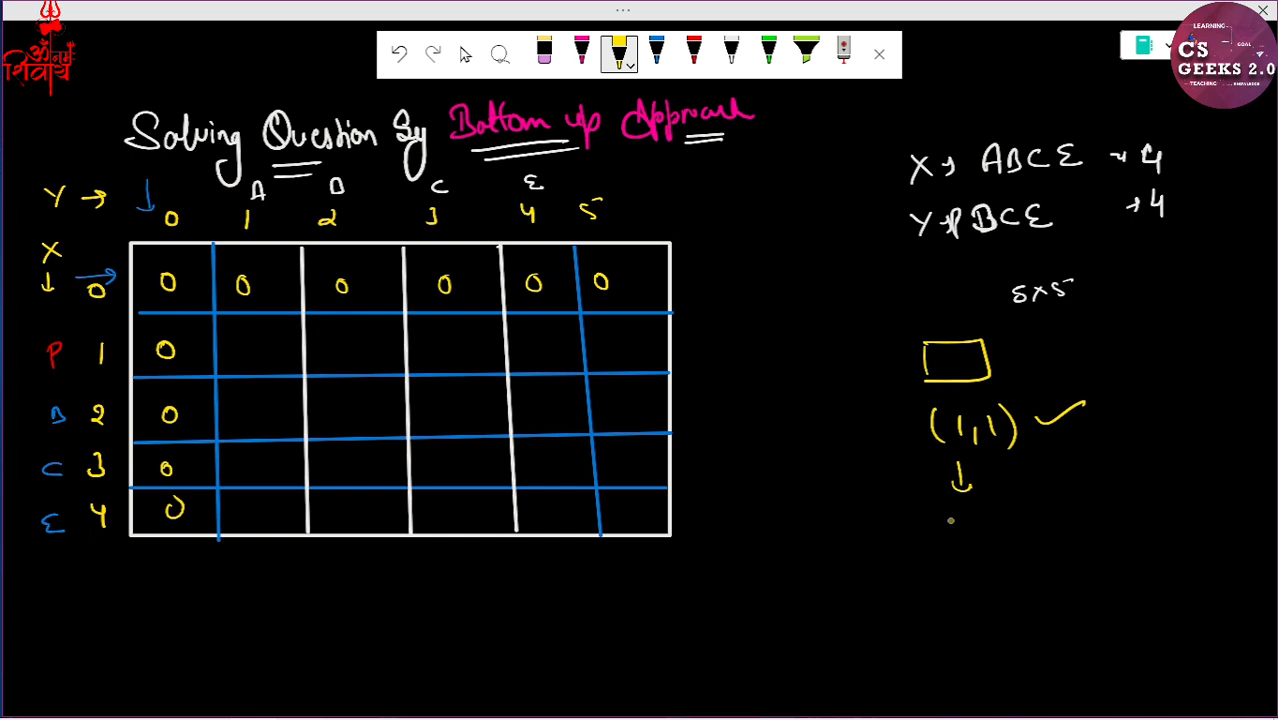 ॐ नमः
शिवाय
LEARNING
GOAL
CS
GEEKS 2.0
TEACHING
Solving Question By Bottom up Approach
X → ABCE → 4
Y → PBCE → 4
5x5
(1,1)
A B C E
Y → 0 1 2 3 4 5
X
0 0 0 0 0 0 0
P 1 0
B 2 0
C 3 0
E 4 0